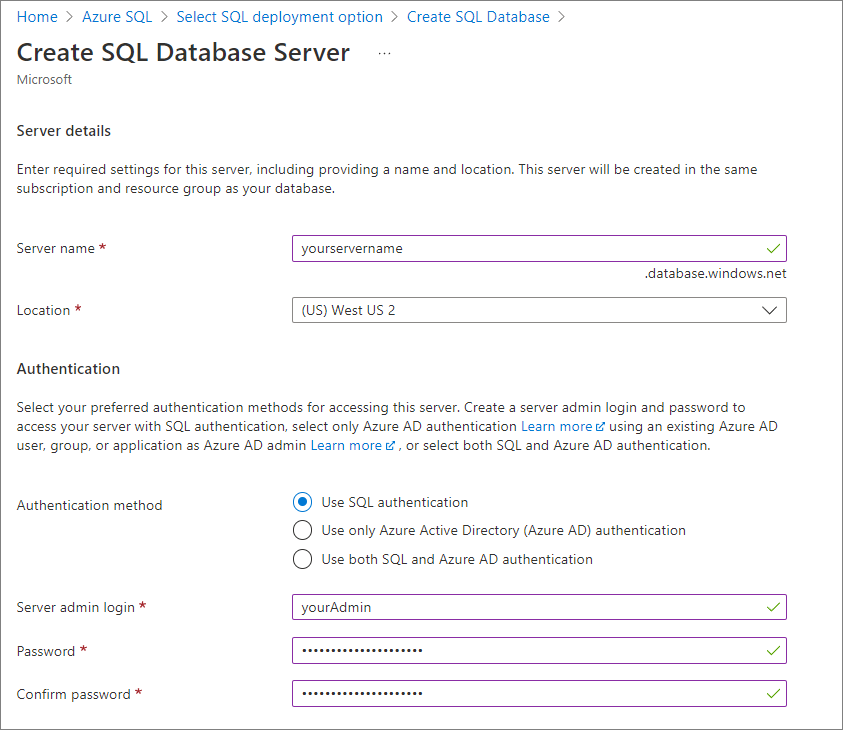 Home > Azure SQL > Select SQL deployment option > Create SQL Database >
Create SQL Database Server ...
Microsoft
Server details
Enter required settings for this server, including providing a name and location. This server will be created in the same
subscription and resource group as your database.
Server name * yourservername
.database.windows.net
Location * (US) West US 2
Authentication
Select your preferred authentication methods for accessing this server. Create a server admin login and password to
access your server with SQL authentication, select only Azure AD authentication Learn more using an existing Azure AD
user, group, or application as Azure AD admin Learn more , or select both SQL and Azure AD authentication.
Authentication method
Use SQL authentication
Use only Azure Active Directory (Azure AD) authentication
Use both SQL and Azure AD authentication
Server admin login * yourAdmin
Password * •••••••••••••••••••••
Confirm password * •••••••••••••••••••••